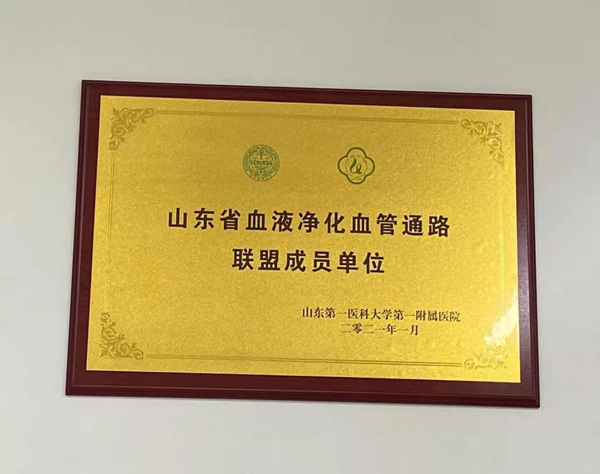 山东省血液净化血管通路
联盟成员单位
山东第一医科大学第一附属医院
二零二一年一月